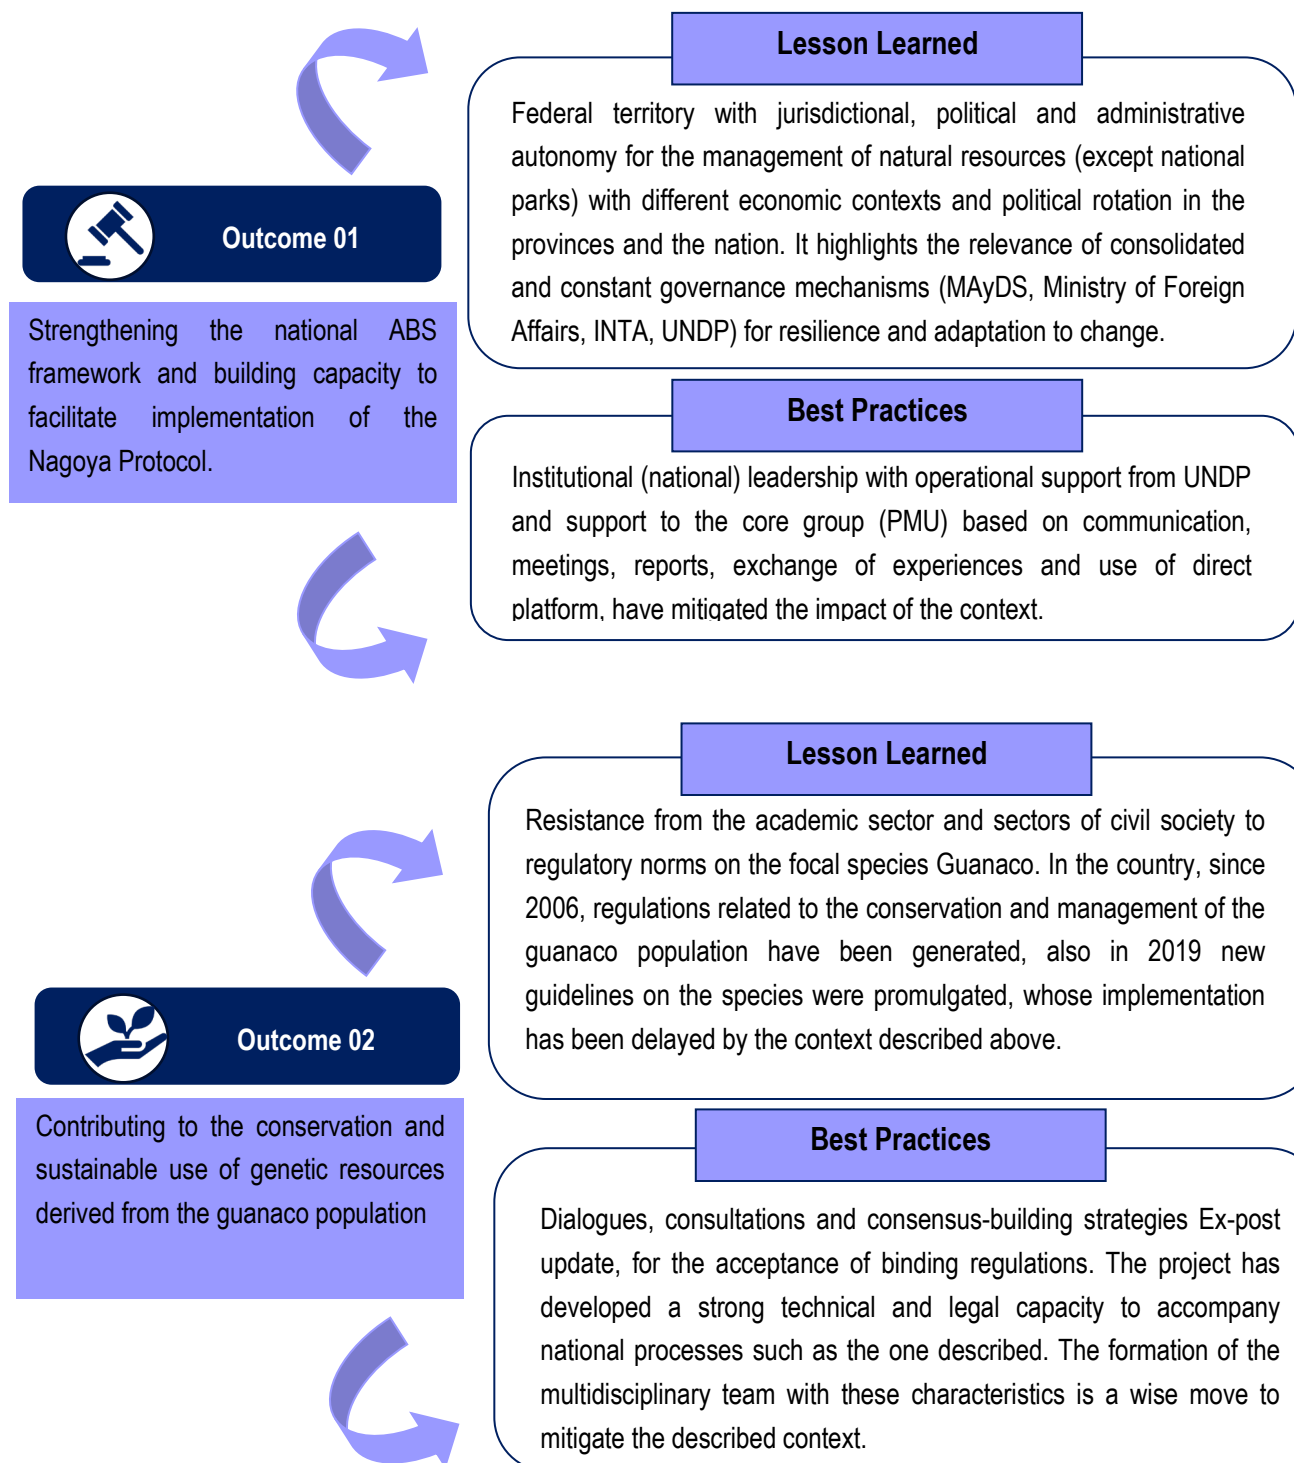 Outcome 01
Strengthening the national ABS
framework and building capacity to
facilitate implementation of the
Nagoya Protocol.
Lesson Learned
Federal territory with jurisdictional, political and administrative
autonomy for the management of natural resources (except national
parks) with different economic contexts and political rotation in the
provinces and the nation. It highlights the relevance of consolidated
and constant governance mechanisms (MAyDS, Ministry of Foreign
Affairs, INTA, UNDP) for resilience and adaptation to change.
Best Practices
Institutional (national) leadership with operational support from UNDP
and support to the core group (PMU) based on communication,
meetings, reports, exchange of experiences and use of direct
platform, have mitigated the impact of the context.
Outcome 02
Contributing to the conservation and
sustainable use of genetic resources
derived from the guanaco population
Lesson Learned
Resistance from the academic sector and sectors of civil society to
regulatory norms on the focal species Guanaco. In the country, since
2006, regulations related to the conservation and management of the
guanaco population have been generated, also in 2019 new
guidelines on the species were promulgated, whose implementation
has been delayed by the context described above.
Best Practices
Dialogues, consultations and consensus-building strategies Ex-post
update, for the acceptance of binding regulations. The project has
developed a strong technical and legal capacity to accompany
national processes such as the one described. The formation of the
multidisciplinary team with these characteristics is a wise move to
mitigate the described context.